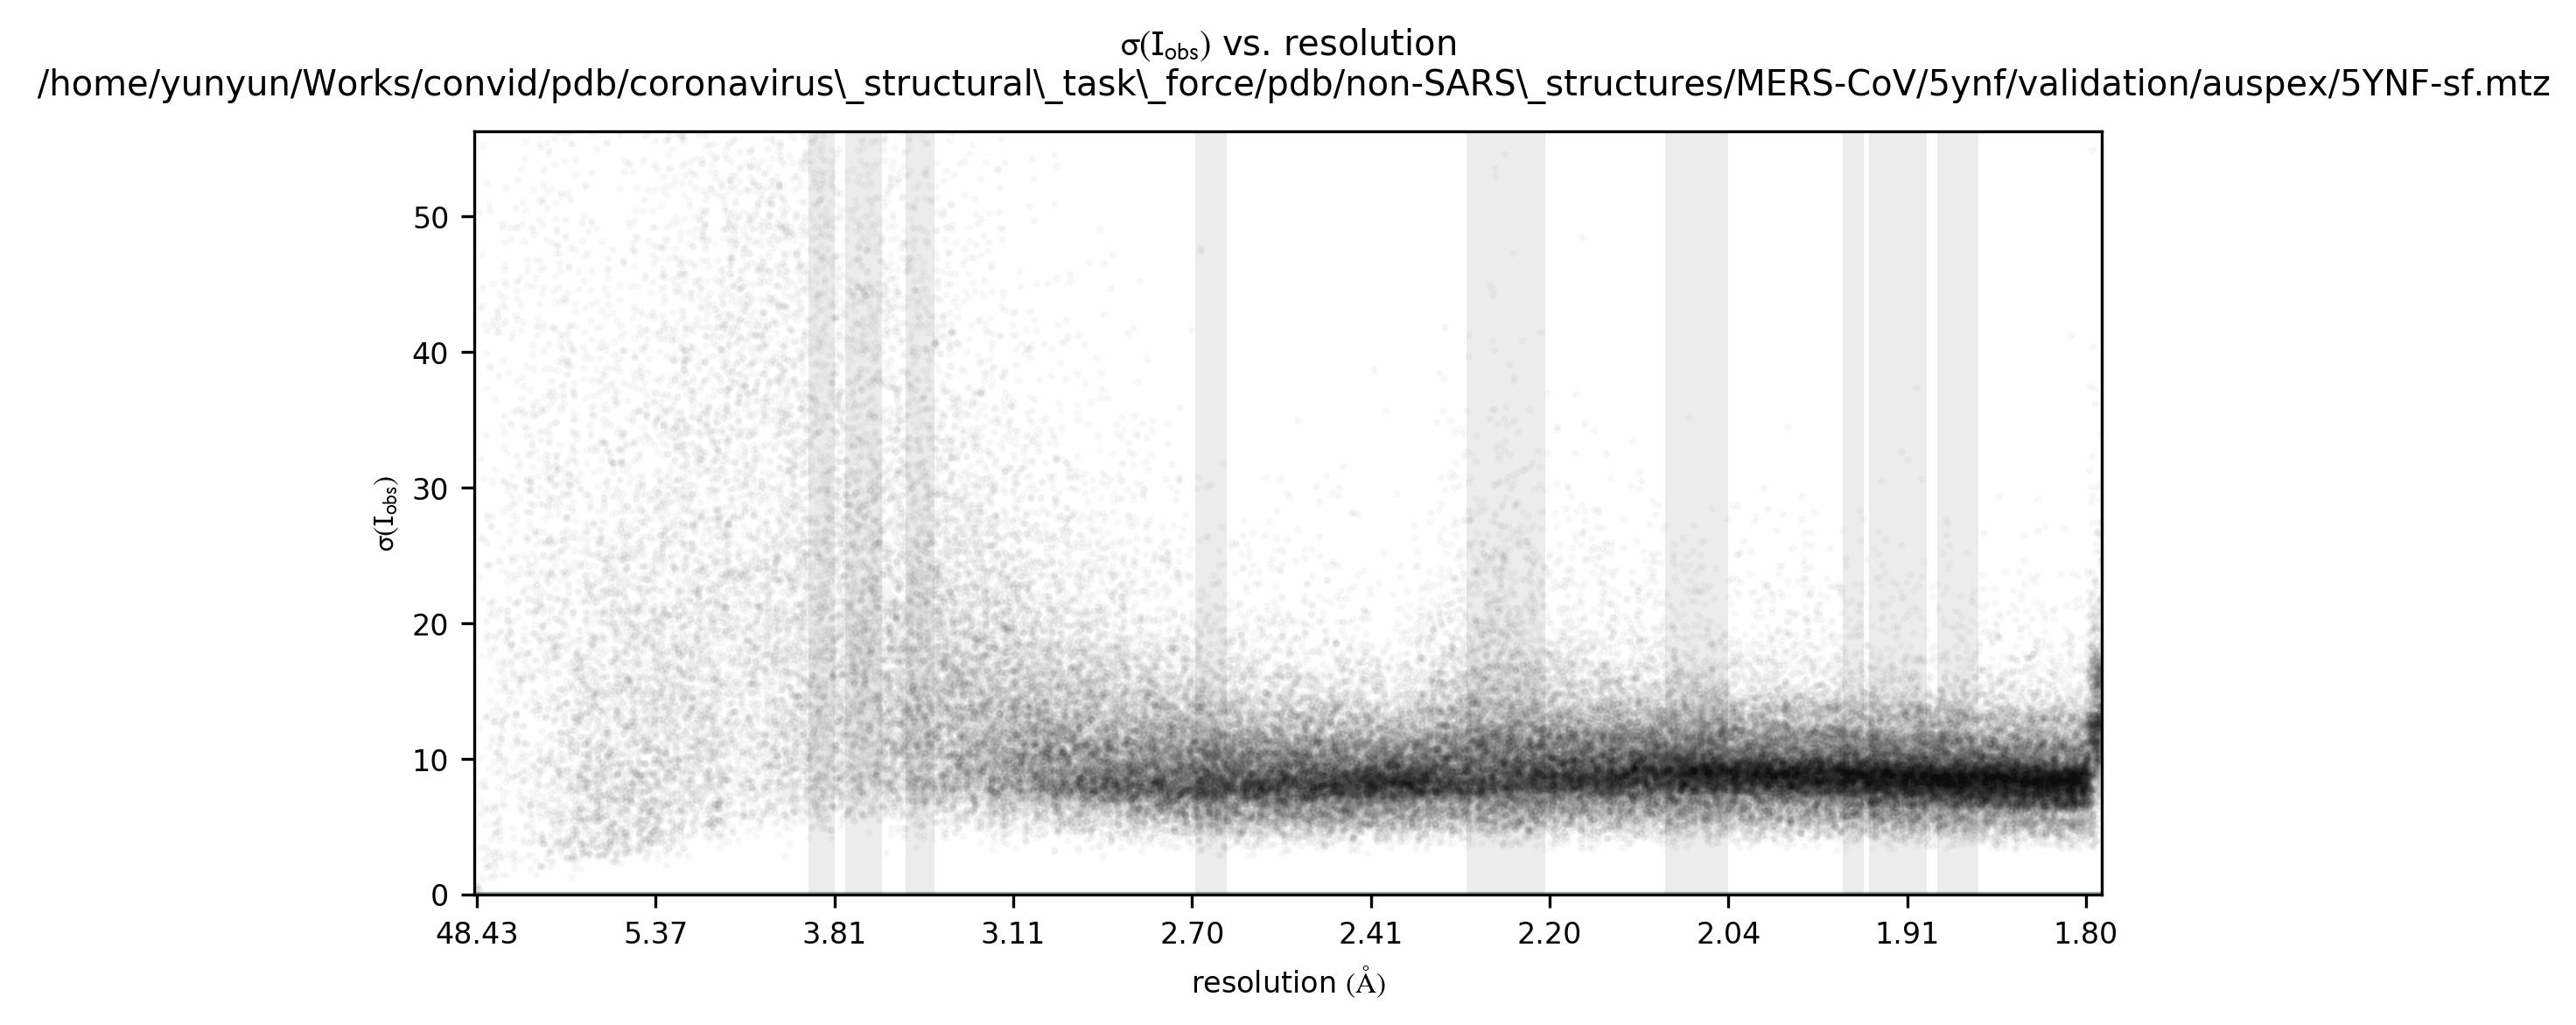 σ(I_obs) vs. resolution
/home/yunyun/Works/convid/pdb/coronavirus\_structural\_task\_force/pdb/non-SARS\_structures/MERS-CoV/5ynf/validation/auspex/5YNF-sf.mtz
σ(I_obs)
50
40
30
20
10
0
48.43 5.37 3.81 3.11 2.70 2.41 2.20 2.04 1.91 1.80
resolution (Å)